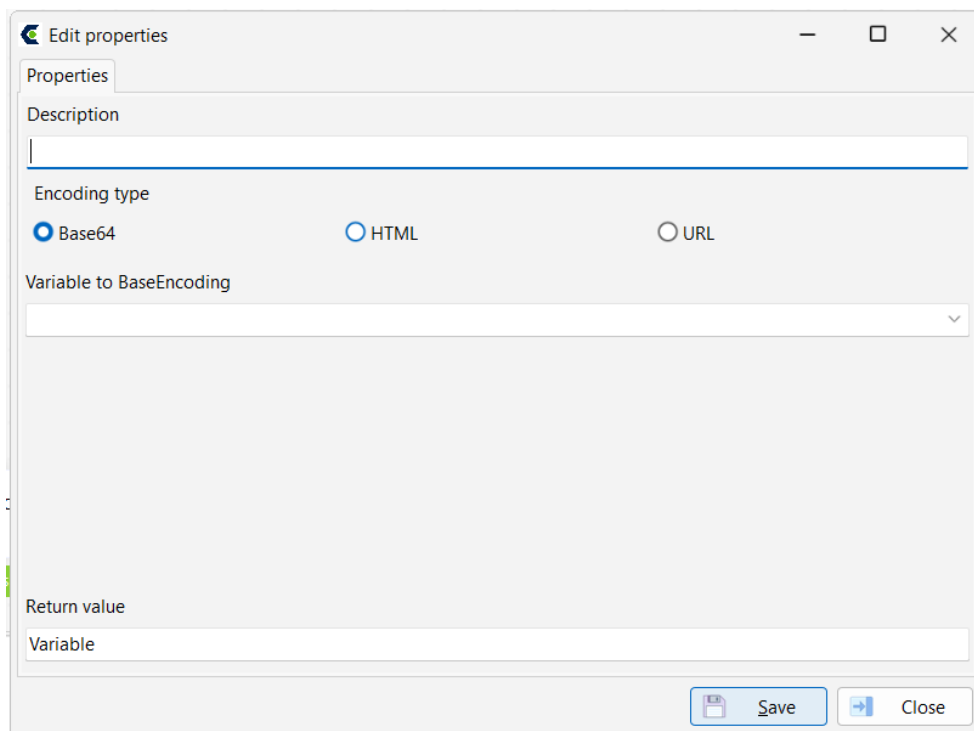 Edit properties
Properties
Description
Encoding type
Base64 HTML URL
Variable to BaseEncoding
Return value
Variable
Save Close